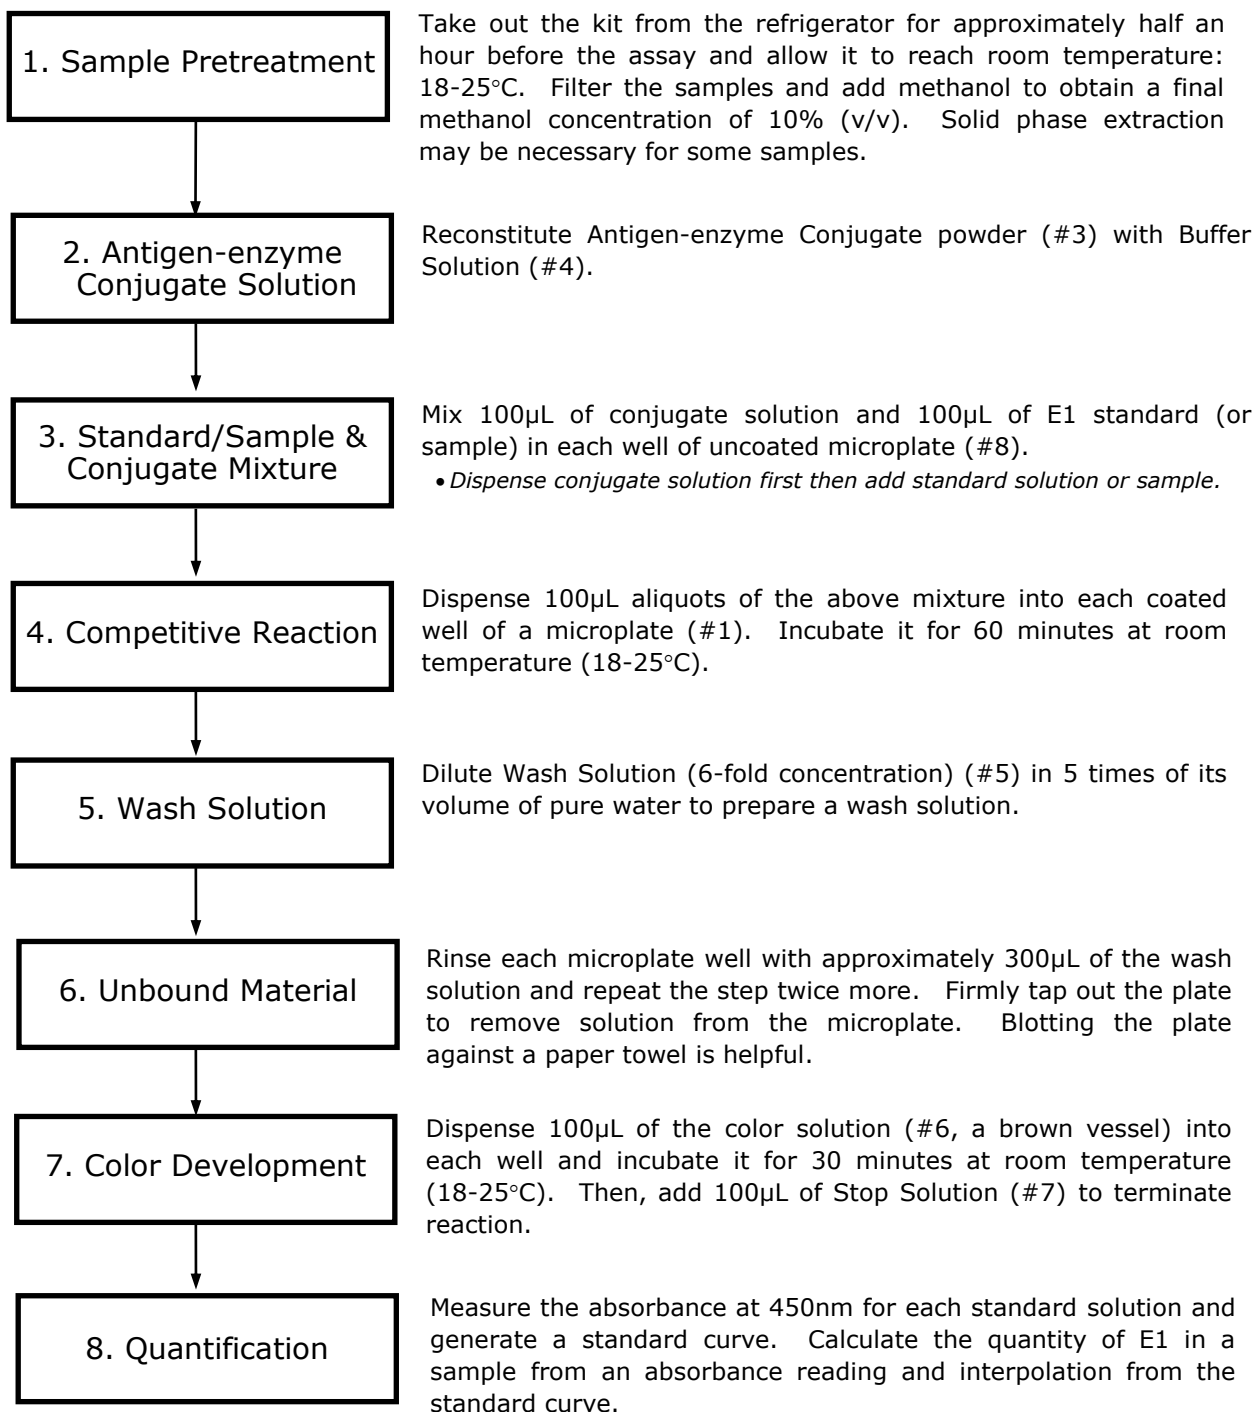 1. Sample Pretreatment
Take out the kit from the refrigerator for approximately half an
hour before the assay and allow it to reach room temperature:
18-25°C. Filter the samples and add methanol to obtain a final
methanol concentration of 10% (v/v). Solid phase extraction
may be necessary for some samples.
2. Antigen-enzyme
Conjugate Solution
Reconstitute Antigen-enzyme Conjugate powder (#3) with Buffer
Solution (#4).
3. Standard/Sample &
Conjugate Mixture
Mix 100µL of conjugate solution and 100µL of E1 standard (or
sample) in each well of uncoated microplate (#8).
• Dispense conjugate solution first then add standard solution or sample.
4. Competitive Reaction
Dispense 100µL aliquots of the above mixture into each coated
well of a microplate (#1). Incubate it for 60 minutes at room
temperature (18-25°C).
5. Wash Solution
Dilute Wash Solution (6-fold concentration) (#5) in 5 times of its
volume of pure water to prepare a wash solution.
6. Unbound Material
Rinse each microplate well with approximately 300µL of the wash
solution and repeat the step twice more. Firmly tap out the plate
to remove solution from the microplate. Blotting the plate
against a paper towel is helpful.
7. Color Development
Dispense 100µL of the color solution (#6, a brown vessel) into
each well and incubate it for 30 minutes at room temperature
(18-25°C). Then, add 100µL of Stop Solution (#7) to terminate
reaction.
8. Quantification
Measure the absorbance at 450nm for each standard solution and
generate a standard curve. Calculate the quantity of E1 in a
sample from an absorbance reading and interpolation from the
standard curve.